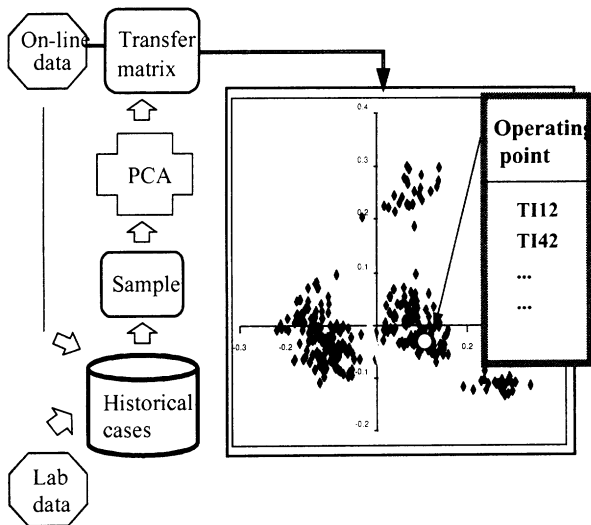 On-line
data
Transfer
matrix
PCA
Sample
Historical
cases
Lab
data
Operating
point
TI12
TI42
...
...
0.4
0.3
0.2
0.1
-0.3
-0.2
0.2
-0.1
-0.2